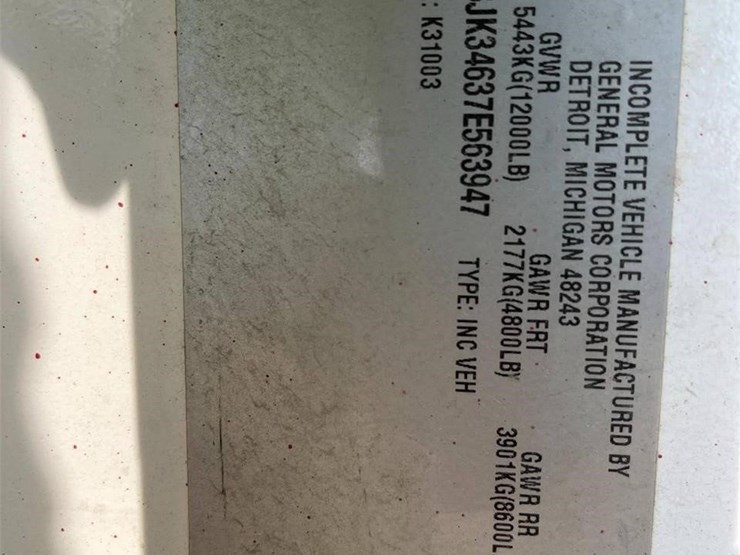 INCOMPLETE VEHICLE MANUFACTURED BY
GENERAL MOTORS CORPORATION
DETROIT, MICHIGAN 48243
GVWR GAWR FRT GAWR RR
5443KG(12000LB) 2177KG(4800LB) 3901KG(8600L
JK34637E563947 TYPE: INC VEH
: K31003